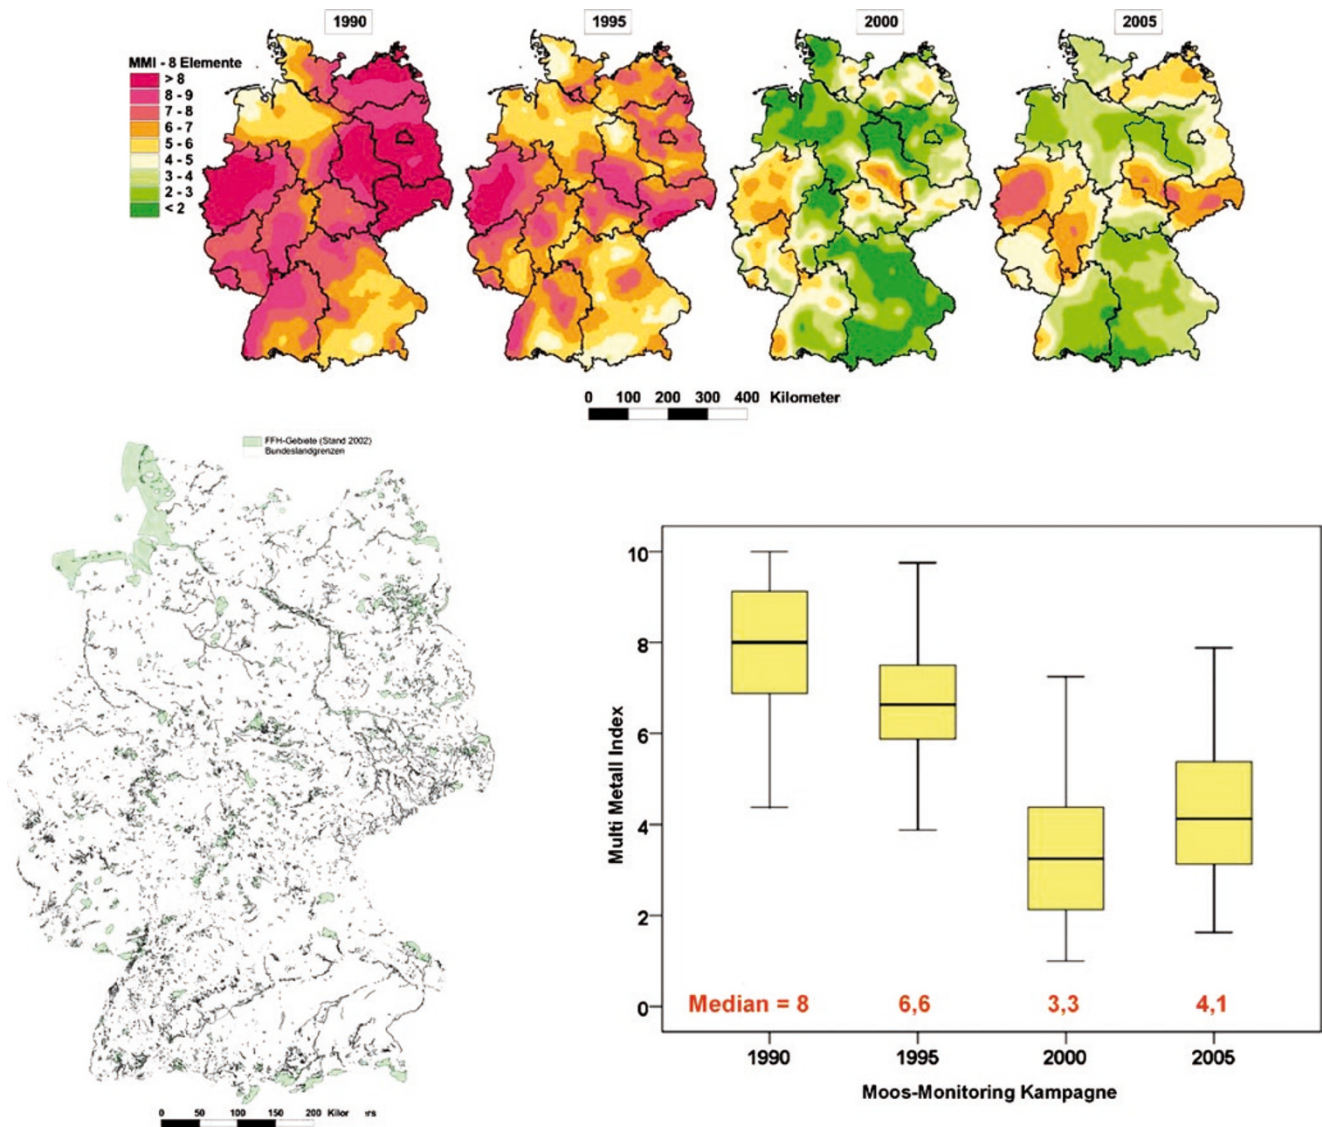 1990
1995
2000
2005
MMI - 8 Elemente
> 8
8 - 9
7 - 8
6 - 7
5 - 6
4 - 5
3 - 4
2 - 3
< 2
0 100 200 300 400 Kilometer
FFH-Gebiete (Stand 2002)
Bundeslandgrenzen
0 50 100 150 200 Kilor rs
Multi Metall Index
10
8
6
4
2
0
Median = 8 6,6 3,3 4,1
1990 1995 2000 2005
Moos-Monitoring Kampagne